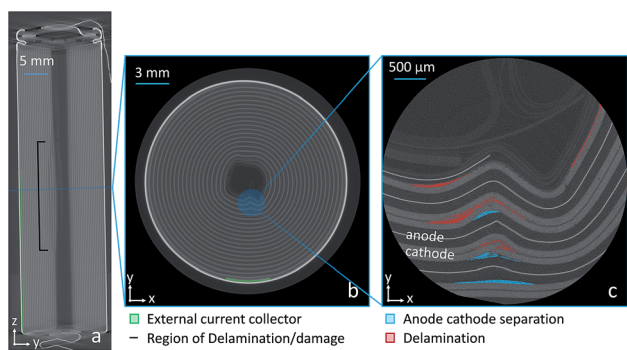 5 mm
z
y
a
3 mm
y
x
b
500 µm
anode
cathode
y
x
c
External current collector
Region of Delamination/damage
Anode cathode separation
Delamination